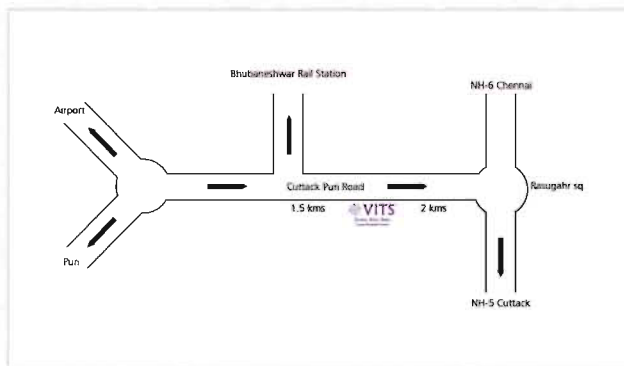 Bhubaneshwar Rail Station
NH-6 Chennai
Airport
Cuttack Puri Road
Rasugahr sq
1.5 kms
VITS
2 kms
Puri
NH-5 Cuttack